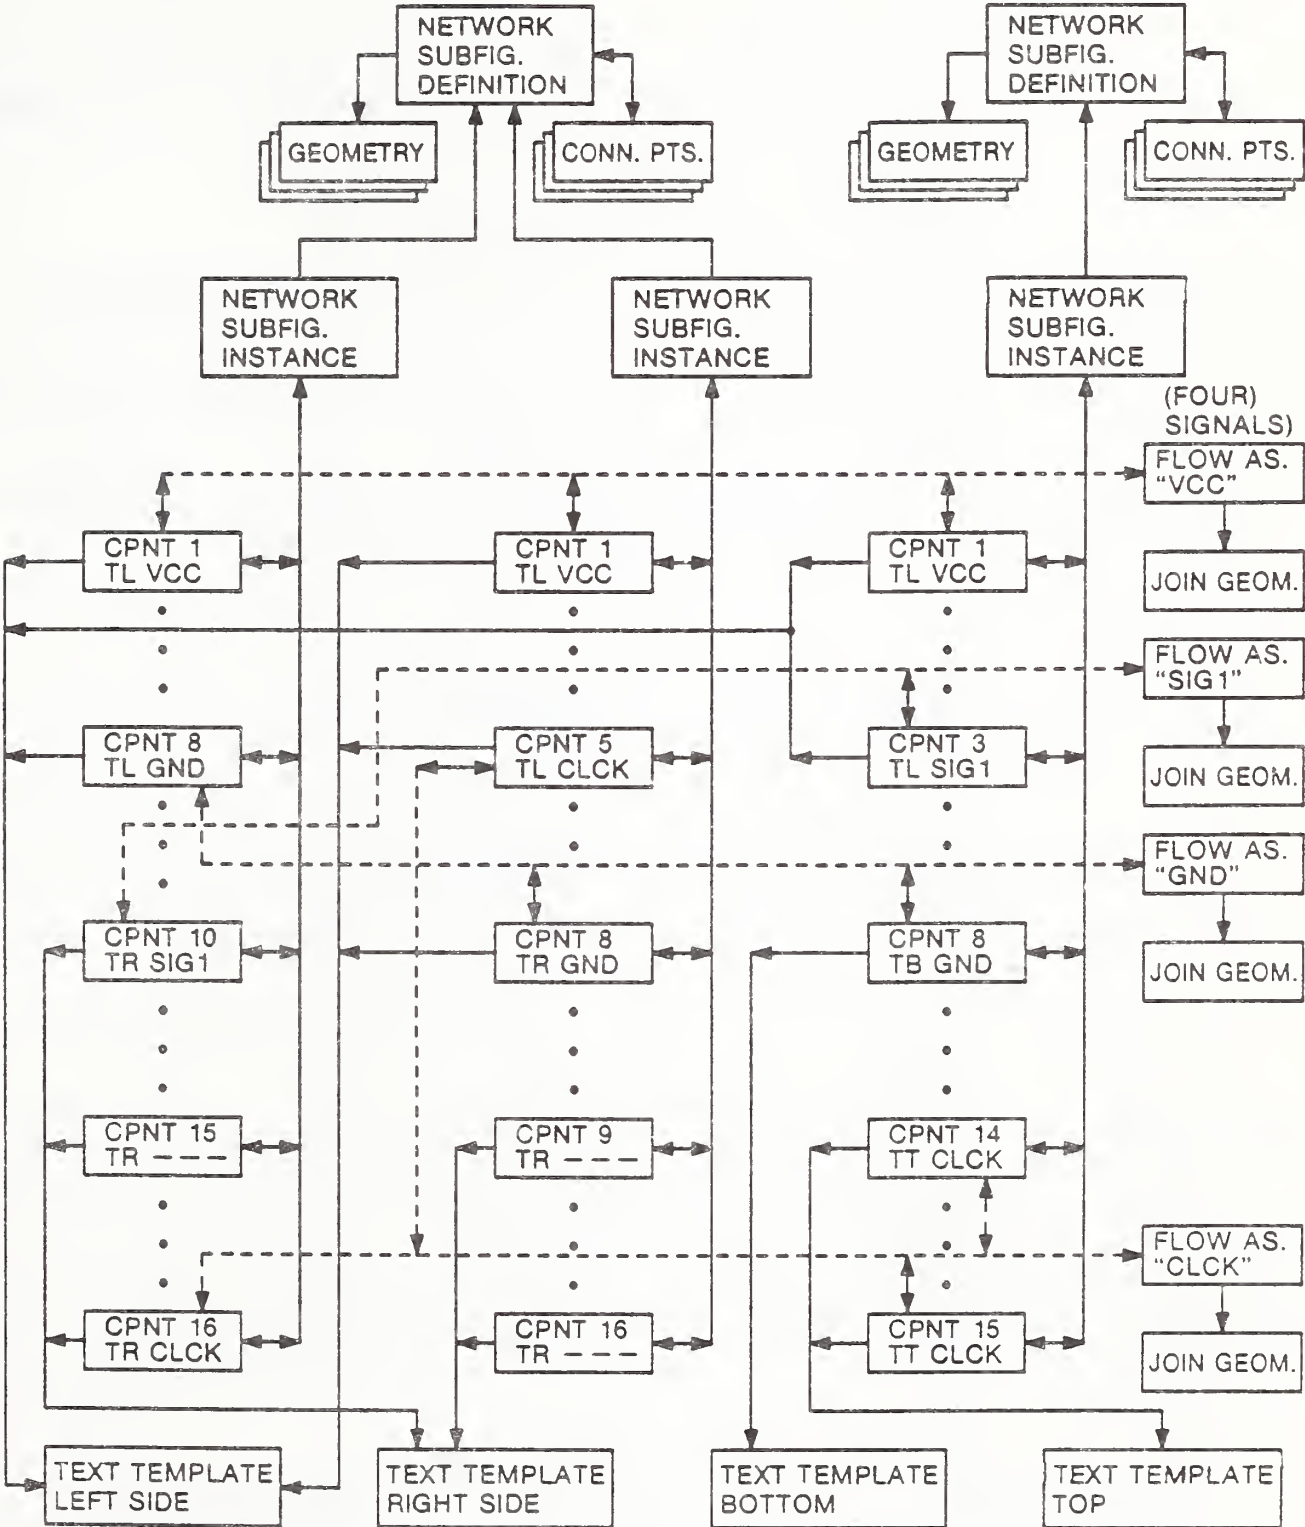 NETWORK
SUBFIG.
DEFINITION
NETWORK
SUBFIG.
DEFINITION
GEOMETRY
CONN. PTS.
GEOMETRY
CONN. PTS.
NETWORK
SUBFIG.
INSTANCE
NETWORK
SUBFIG.
INSTANCE
NETWORK
SUBFIG.
INSTANCE
(FOUR)
SIGNALS)
FLOW AS.
"VCC"
CPNT 1
TL VCC
CPNT 1
TL VCC
CPNT 1
TL VCC
JOIN GEOM.
FLOW AS.
"SIG1"
CPNT 8
TL GND
CPNT 5
TL CLCK
CPNT 3
TL SIG1
JOIN GEOM.
FLOW AS.
"GND"
CPNT 10
TR SIG1
CPNT 8
TR GND
CPNT 8
TB GND
JOIN GEOM.
CPNT 15
TR – – –
CPNT 9
TR – – –
CPNT 14
TT CLCK
FLOW AS.
"CLCK"
CPNT 16
TR CLCK
CPNT 16
TR – – –
CPNT 15
TT CLCK
JOIN GEOM.
TEXT TEMPLATE
LEFT SIDE
TEXT TEMPLATE
RIGHT SIDE
TEXT TEMPLATE
BOTTOM
TEXT TEMPLATE
TOP